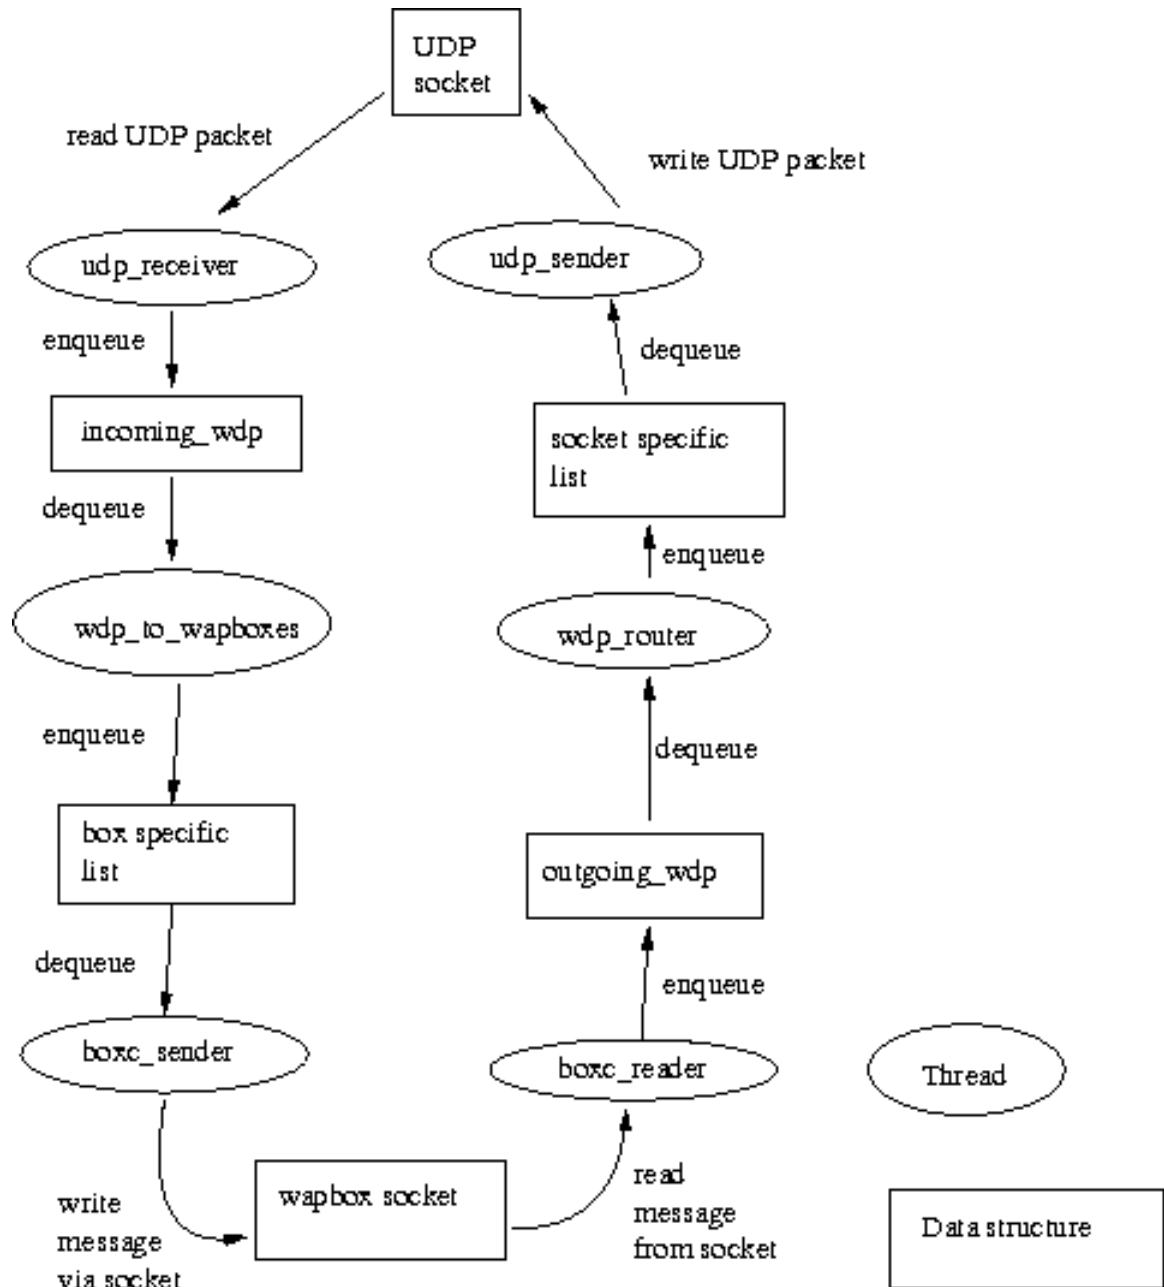 UDP
socket
read UDP packet
write UDP packet
udp_receiver
udp_sender
enqueue
dequeue
incoming_wdp
socket specific
list
dequeue
enqueue
wdp_to_wapboxes
wdp_router
enqueue
dequeue
box specific
list
outgoing_wdp
dequeue
enqueue
boxc_sender
boxc_reader
Thread
wapbox socket
read
message
from socket
write
message
via socket
Data structure